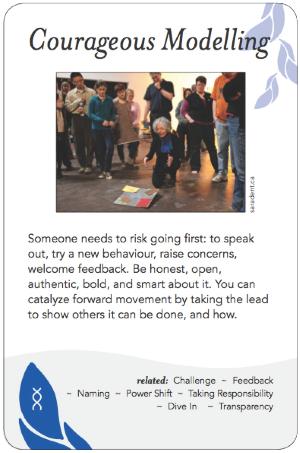 Courageous Modelling
saradent.ca
Someone needs to risk going first: to speak
out, try a new behaviour, raise concerns,
welcome feedback. Be honest, open,
authentic, bold, and smart about it. You can
catalyze forward movement by taking the lead
to show others it can be done, and how.
related: Challenge ~ Feedback
~ Naming ~ Power Shift ~ Taking Responsibility
~ Dive In ~ Transparency